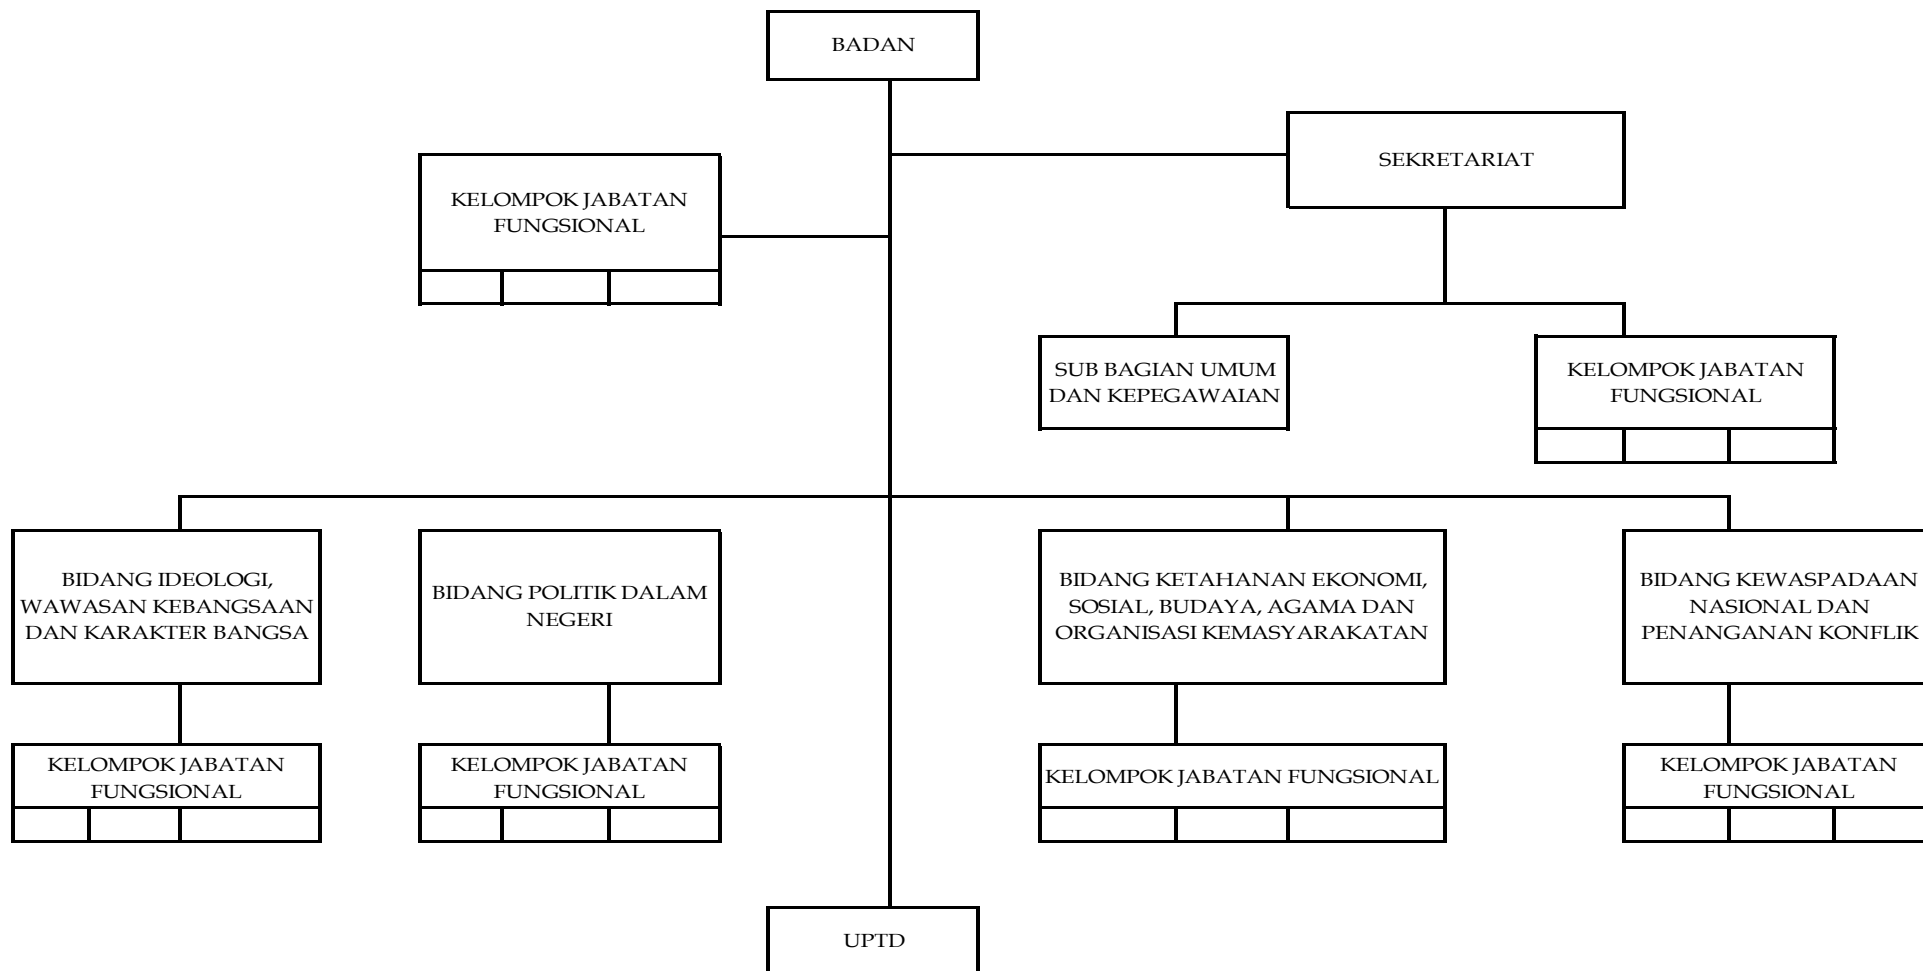 BADAN
SEKRETARIAT
KELOMPOK JABATAN
FUNGSIONAL
SUB BAGIAN UMUM
DAN KEPEGAWAIAN
KELOMPOK JABATAN
FUNGSIONAL
BIDANG IDEOLOGI,
WAWASAN KEBANGSAAN
DAN KARAKTER BANGSA
BIDANG POLITIK DALAM
NEGERI
BIDANG KETAHANAN EKONOMI,
SOSIAL, BUDAYA, AGAMA DAN
ORGANISASI KEMASYARAKATAN
BIDANG KEWASPADAAN
NASIONAL DAN
PENANGANAN KONFLIK
KELOMPOK JABATAN
FUNGSIONAL
KELOMPOK JABATAN
FUNGSIONAL
KELOMPOK JABATAN FUNGSIONAL
KELOMPOK JABATAN
FUNGSIONAL
UPTD